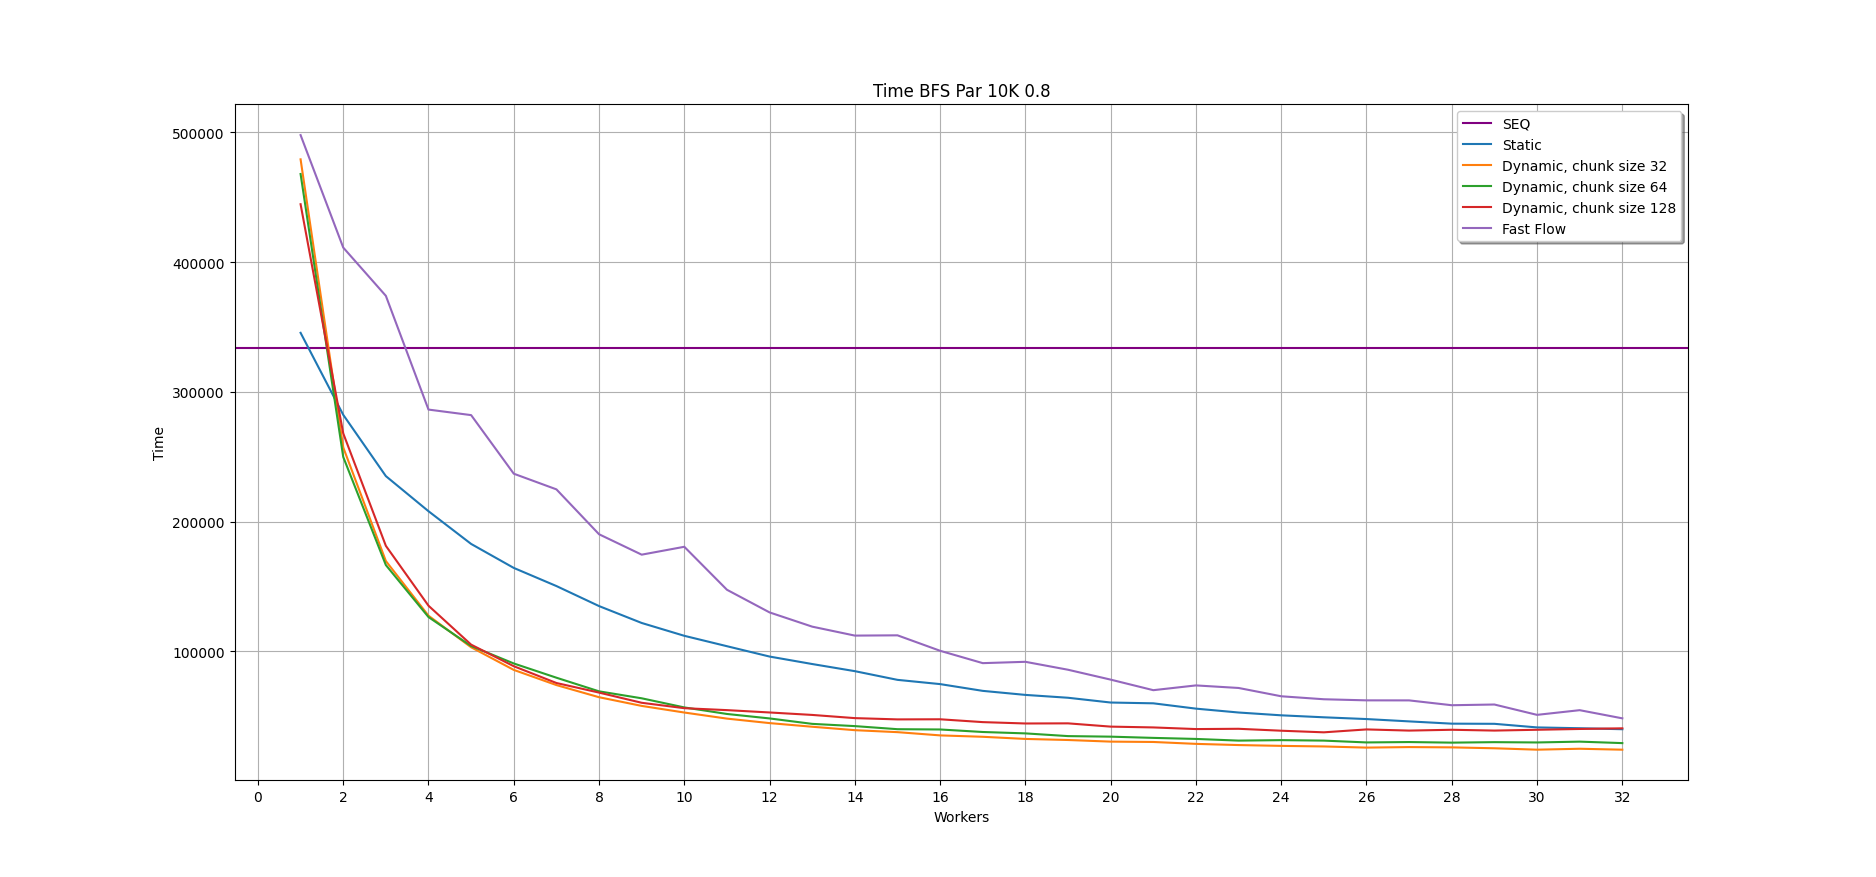 Time BFS Par 10K 0.8
SEQ
Static
Dynamic, chunk size 32
Dynamic, chunk size 64
Dynamic, chunk size 128
Fast Flow
500000
400000
300000
200000
100000
Time
0 2 4 6 8 10 12 14 16 18 20 22 24 26 28 30 32
Workers